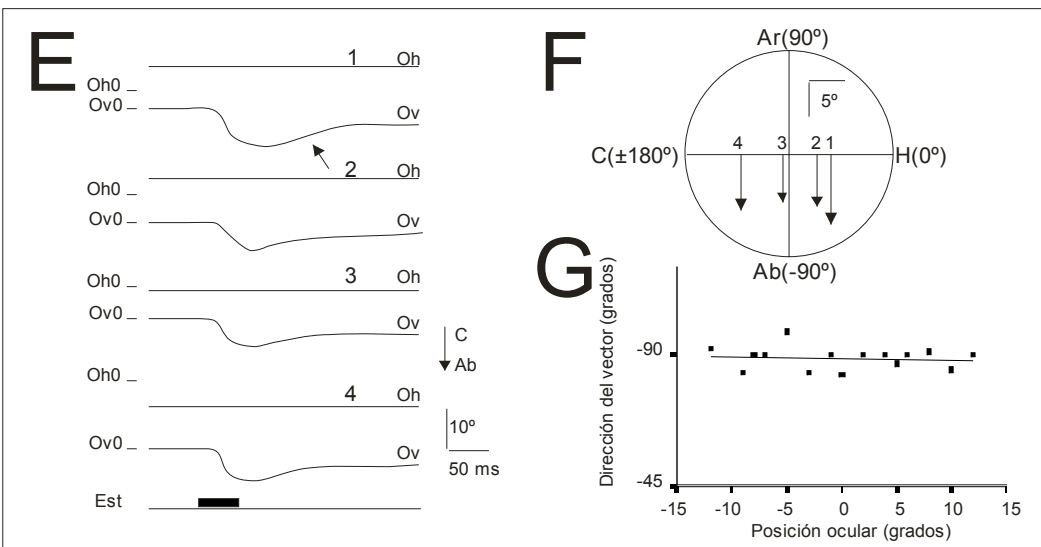 E
1 Oh
Oh0
Ov0 Ov
2 Oh
Oh0
Ov0 Ov
3 Oh
Oh0
Ov0 Ov
C
Ab
Oh0
4 Oh
10º
Ov0 Ov
50 ms
Est
F
Ar(90º)
5º
4 3 2 1
C(±180º) H(0º)
Ab(-90º)
G
Dirección del vector (grados)
-90
-45
-15 -10 -5 0 5 10 15
Posición ocular (grados)